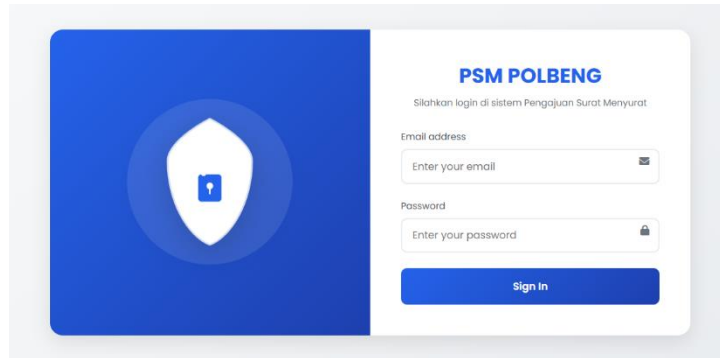 PSM POLBENG
Silahkan login di sistem Pengajuan Surat Menyurat
Email address
Enter your email
Password
Enter your password
Sign In